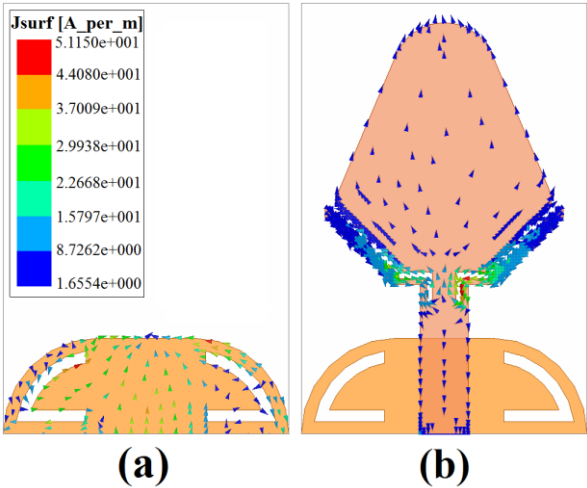 Jsurf [A_per_m]
5.1150e+001
4.4080e+001
3.7009e+001
2.9938e+001
2.2668e+001
1.5797e+001
8.7262e+000
1.6554e+000
(a)
(b)